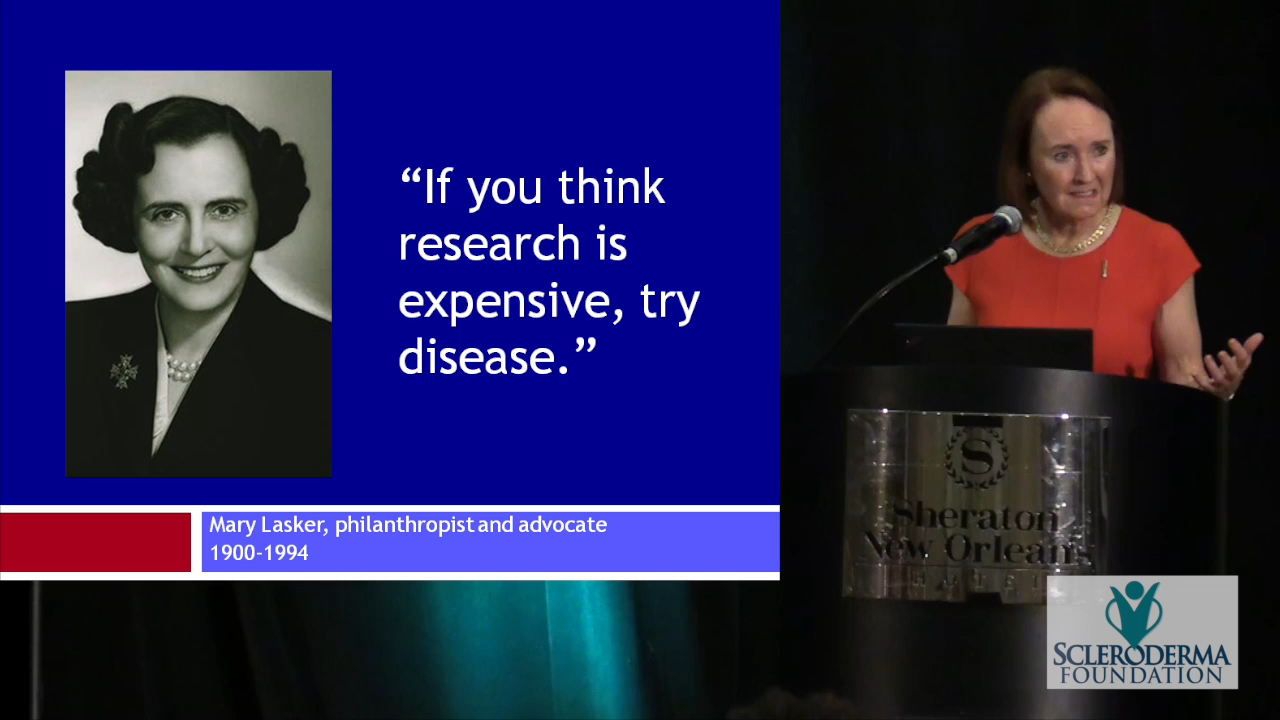 “If you think
research is
expensive, try
disease.”
Mary Lasker, philanthropist and advocate
1900-1994
S
Sheraton
New Orleans
HOTEL
SCLERODERMA
FOUNDATION